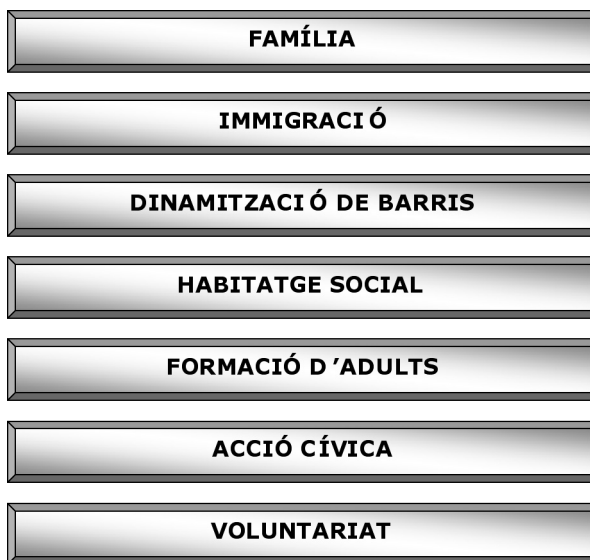 FAMÍLIA
IMMIGRACIÓ
DINAMITZACIÓ DE BARRIS
HABITATGE SOCIAL
FORMACIÓ D’ADULTS
ACCIÓ CÍVICA
VOLUNTARIAT